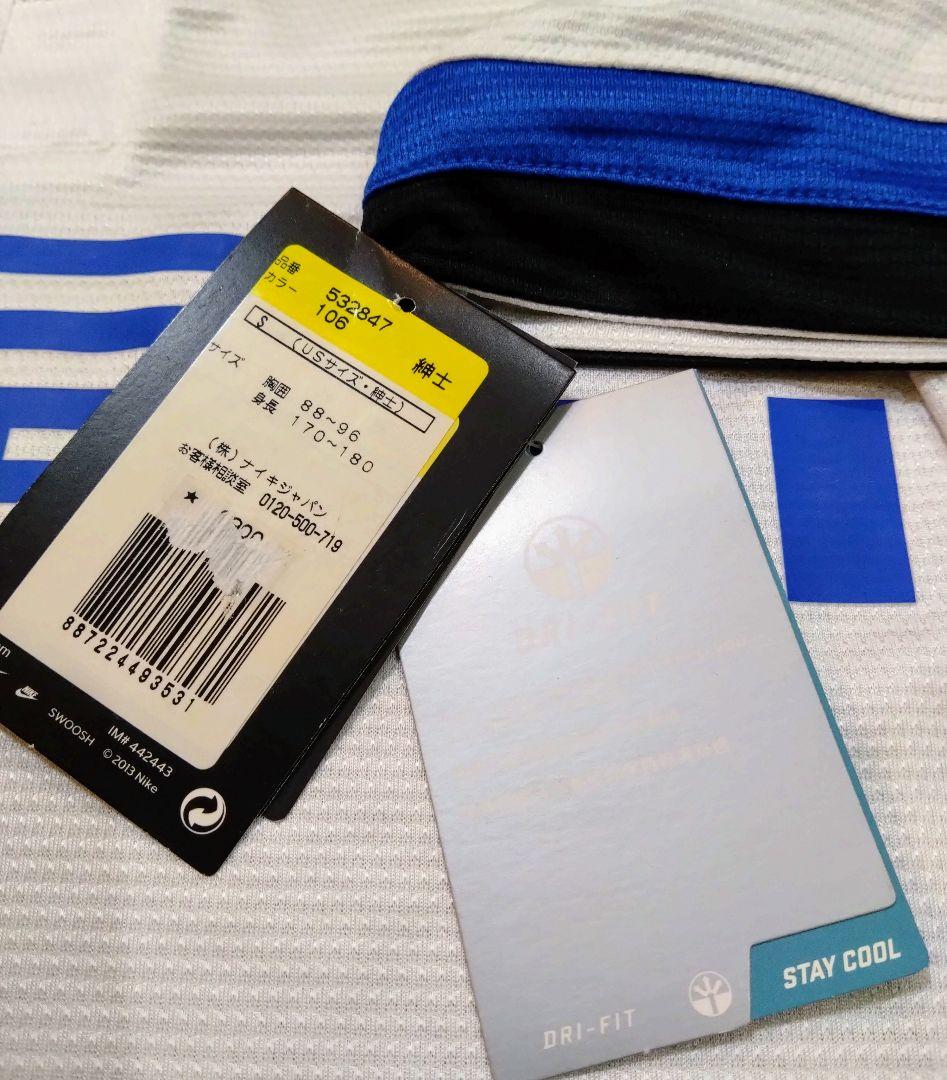 品番 532847
カラー 106
紳士
S (USサイズ・紳士)
サイズ
胸囲 88~96
身長 170~180
(株)ナイキジャパン
お客様相談室 0120-500-719
★
887224493531
NIKE
SWOOSH IM# 442443
© 2013 Nike
DRI-FIT
DRI-FIT
STAY COOL